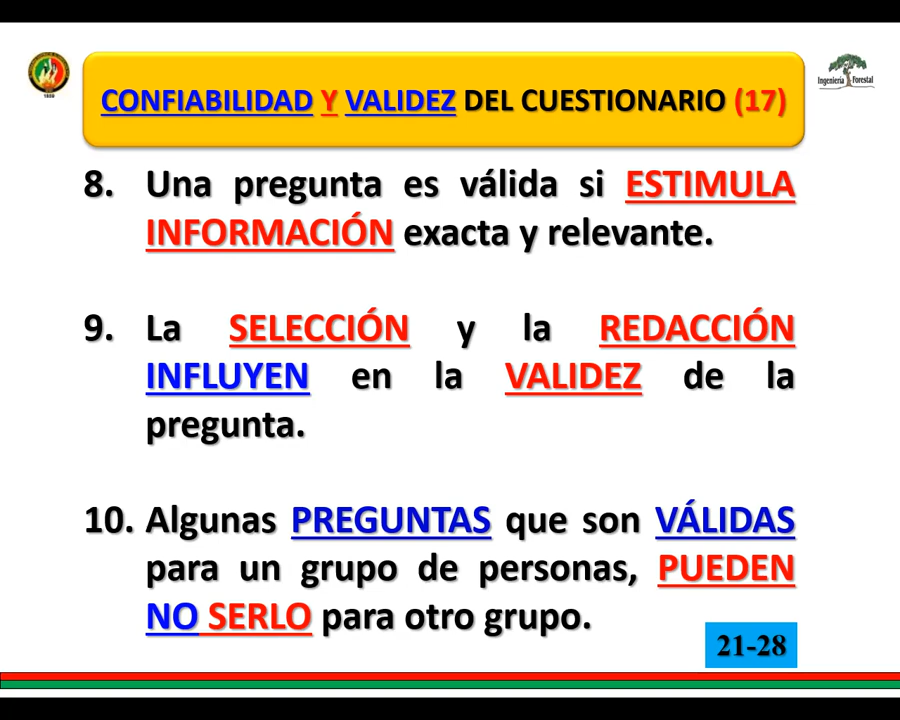 CONFIABILIDAD Y VALIDEZ DEL CUESTIONARIO (17)
Ingeniería Forestal
1859
8. Una pregunta es válida si ESTIMULA
INFORMACIÓN exacta y relevante.
9. La SELECCIÓN y la REDACCIÓN
INFLUYEN en la VALIDEZ de la
pregunta.
10. Algunas PREGUNTAS que son VÁLIDAS
para un grupo de personas, PUEDEN
NO SERLO para otro grupo.
21-28